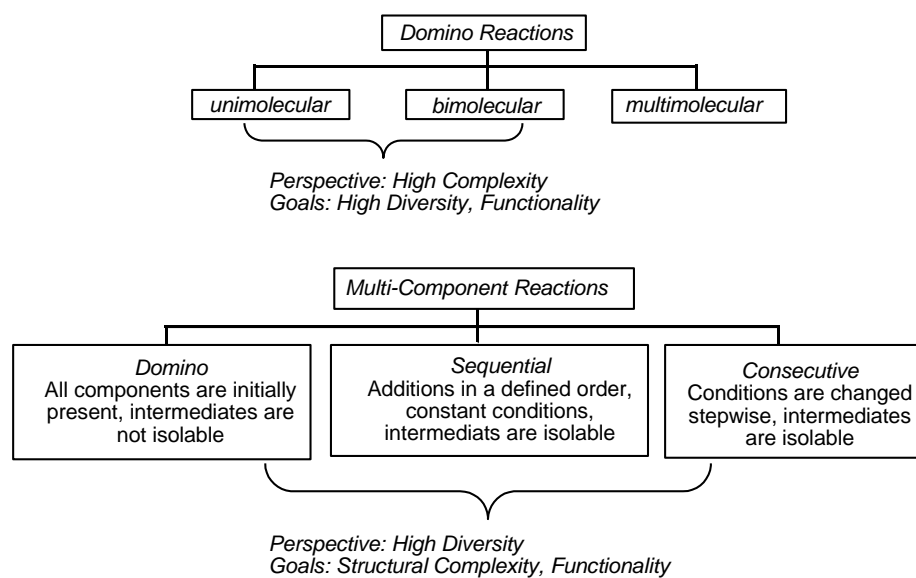 Domino Reactions
unimolecular
bimolecular
multimolecular
Perspective: High Complexity
Goals: High Diversity, Functionality
Multi-Component Reactions
Domino
All components are initially
present, intermediates are
not isolable
Sequential
Additions in a defined order,
constant conditions,
intermediats are isolable
Consecutive
Conditions are changed
stepwise, intermediates
are isolable
Perspective: High Diversity
Goals: Structural Complexity, Functionality